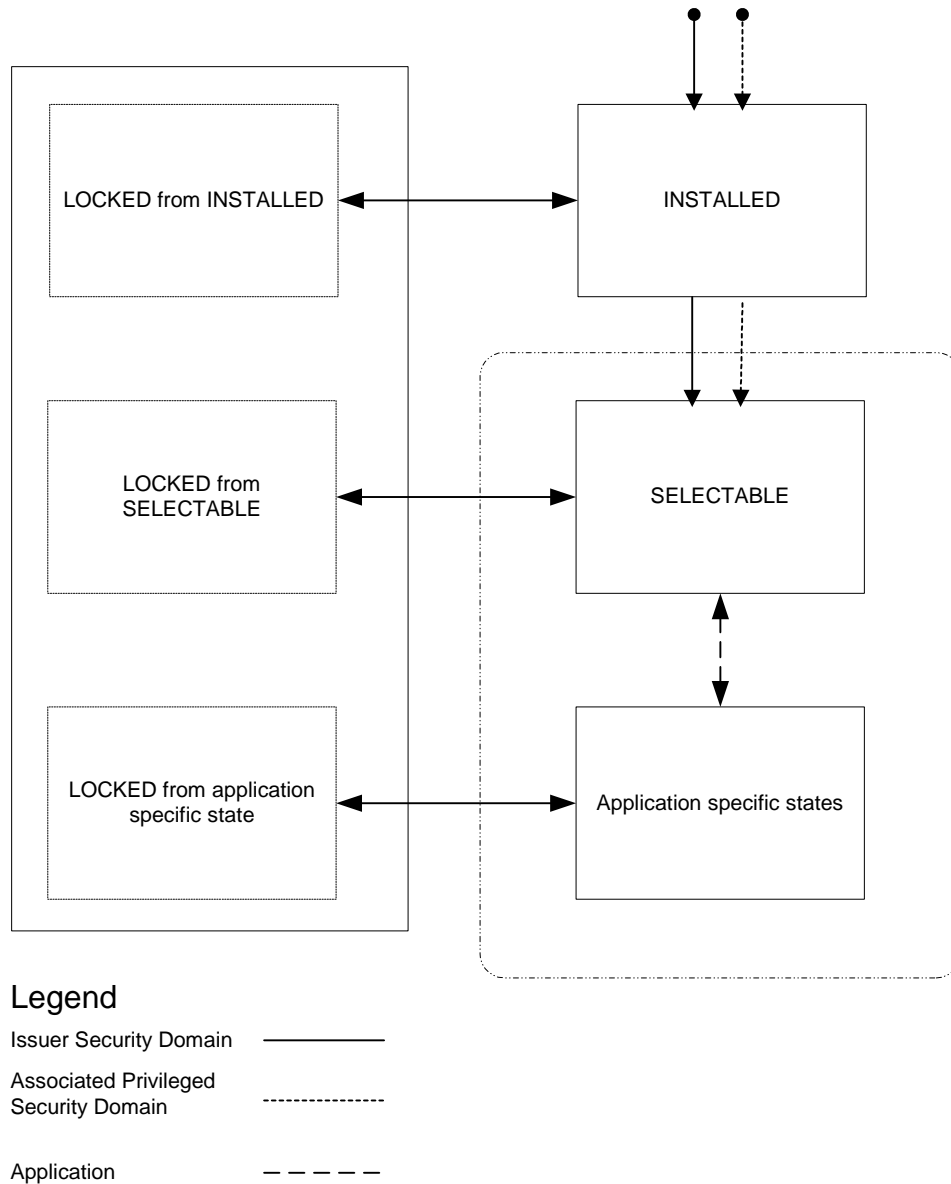 LOCKED from INSTALLED
INSTALLED
LOCKED from
SELECTABLE
SELECTABLE
LOCKED from application
specific state
Application specific states
Legend
Issuer Security Domain
Associated Privileged
Security Domain
Application